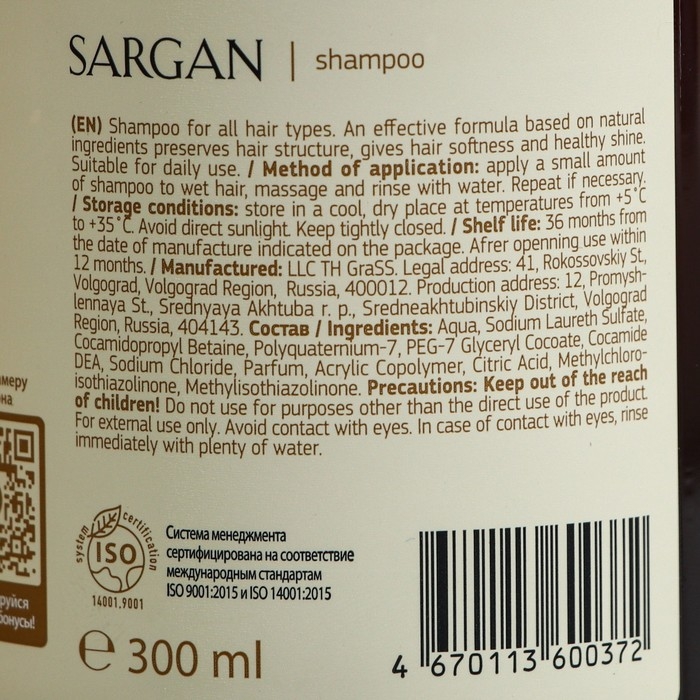 SARGAN | shampoo
(EN) Shampoo for all hair types. An effective formula based on natural
ingredients preserves hair structure, gives hair softness and healthy shine.
Suitable for daily use. / Method of application: apply a small amount
of shampoo to wet hair, massage and rinse with water. Repeat if necessary.
/ Storage conditions: store in a cool, dry place at temperatures from +5˚C
to +35˚C. Avoid direct sunlight. Keep tightly closed. / Shelf life: 36 months from
the date of manufacture indicated on the package. Afrer openning use within
12 months. / Manufactured: LLC TH GraSS. Legal address: 41, Rokossovskiy St.,
Volgograd, Volgograd Region, Russia, 400012. Production address: 12, Promysh-
lennaya St., Srednyaya Akhtuba r. p., Sredneakhtubinskiy District, Volgograd
Region, Russia, 404143. Состав / Ingredients: Aqua, Sodium Laureth Sulfate,
Cocamidopropyl Betaine, Polyquaternium-7, PEG-7 Glyceryl Cocoate, Cocamide
DEA, Sodium Chloride, Parfum, Acrylic Copolymer, Citric Acid, Methylchloro-
isothiazolinone, Methylisothiazolinone. Precautions: Keep out of the reach
of children! Do not use for purposes other than the direct use of the product.
For external use only. Avoid contact with eyes. In case of contact with eyes, rinse
immediately with plenty of water.
system certification
ISO
14001.9001
Система менеджмента
сертифицирована на соответствие
международным стандартам
ISO 9001:2015 и ISO 14001:2015
℮ 300 ml
4 670113 600372